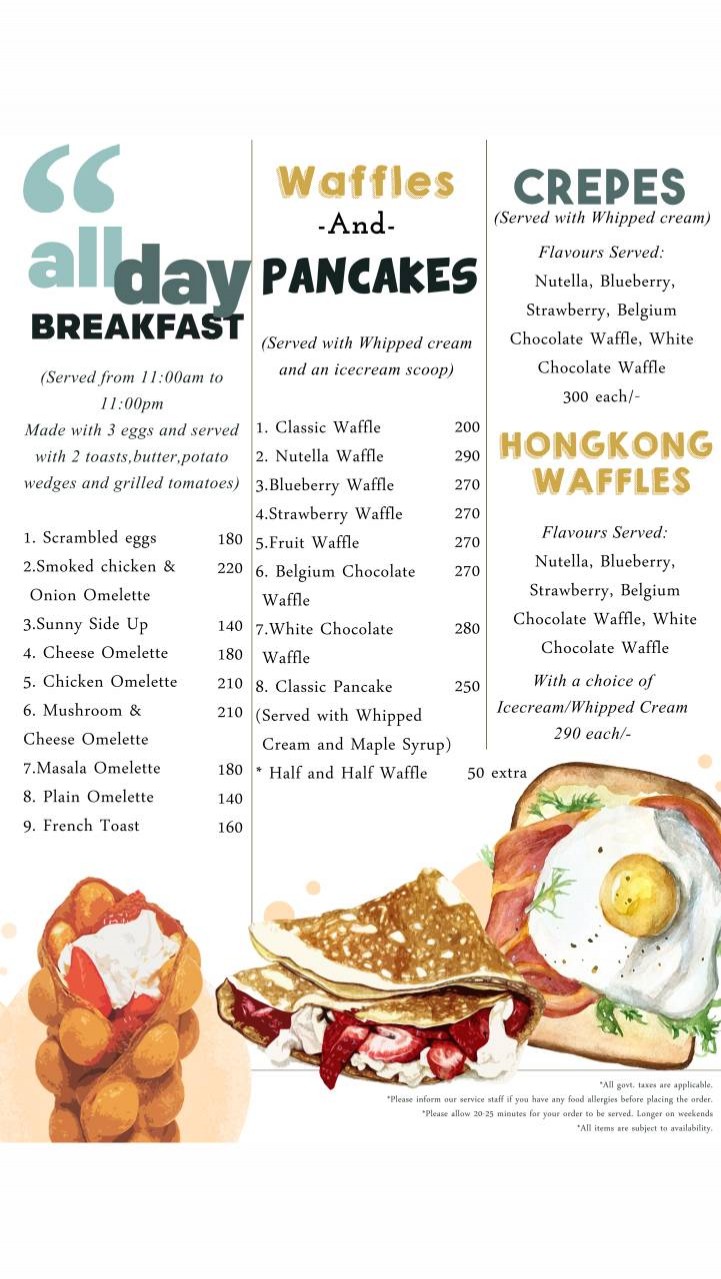 all day
BREAKFAST
(Served from 11:00am to
11:00pm
Made with 3 eggs and served
with 2 toasts,butter,potato
wedges and grilled tomatoes)
1. Scrambled eggs 180
2.Smoked chicken & 220
Onion Omelette
3.Sunny Side Up 140
4. Cheese Omelette 180
5. Chicken Omelette 210
6. Mushroom & 210
Cheese Omelette
7.Masala Omelette 180
8. Plain Omelette 140
9. French Toast 160
Waffles
-And-
PANCAKES
(Served with Whipped cream
and an icecream scoop)
1. Classic Waffle 200
2. Nutella Waffle 290
3.Blueberry Waffle 270
4.Strawberry Waffle 270
5.Fruit Waffle 270
6. Belgium Chocolate 270
Waffle
7.White Chocolate 280
Waffle
8. Classic Pancake 250
(Served with Whipped
Cream and Maple Syrup)
* Half and Half Waffle 50 extra
CREPES
(Served with Whipped cream)
Flavours Served:
Nutella, Blueberry,
Strawberry, Belgium
Chocolate Waffle, White
Chocolate Waffle
300 each/-
HONGKONG
WAFFLES
Flavours Served:
Nutella, Blueberry,
Strawberry, Belgium
Chocolate Waffle, White
Chocolate Waffle
With a choice of
Icecream/Whipped Cream
290 each/-
*All govt. taxes are applicable.
*Please inform our service staff if you have any food allergies before placing the order.
*Please allow 20-25 minutes for your order to be served. Longer on weekends
*All items are subject to availability.